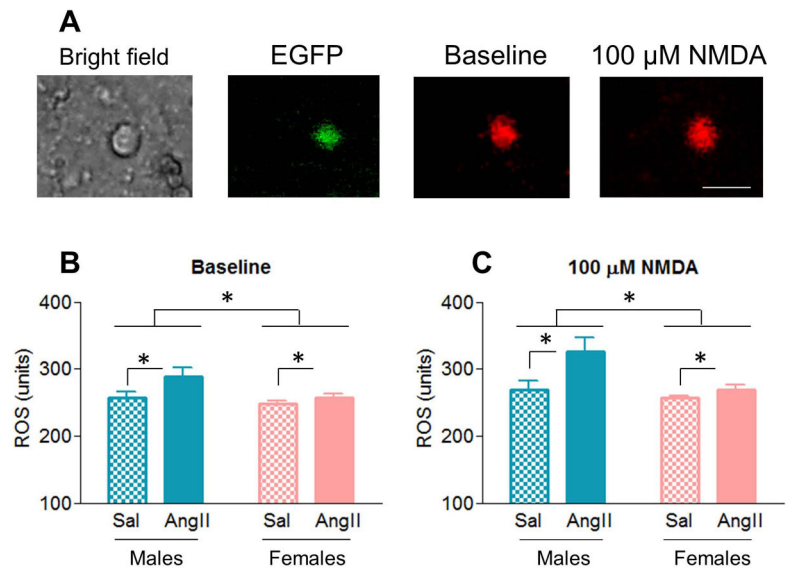 A
Bright field EGFP Baseline 100 µM NMDA
B Baseline
ROS (units)
400
300
200
100
*
* *
Sal AngII Sal AngII
Males Females
C 100 µM NMDA
ROS (units)
400
300
200
100
*
* *
Sal AngII Sal AngII
Males Females